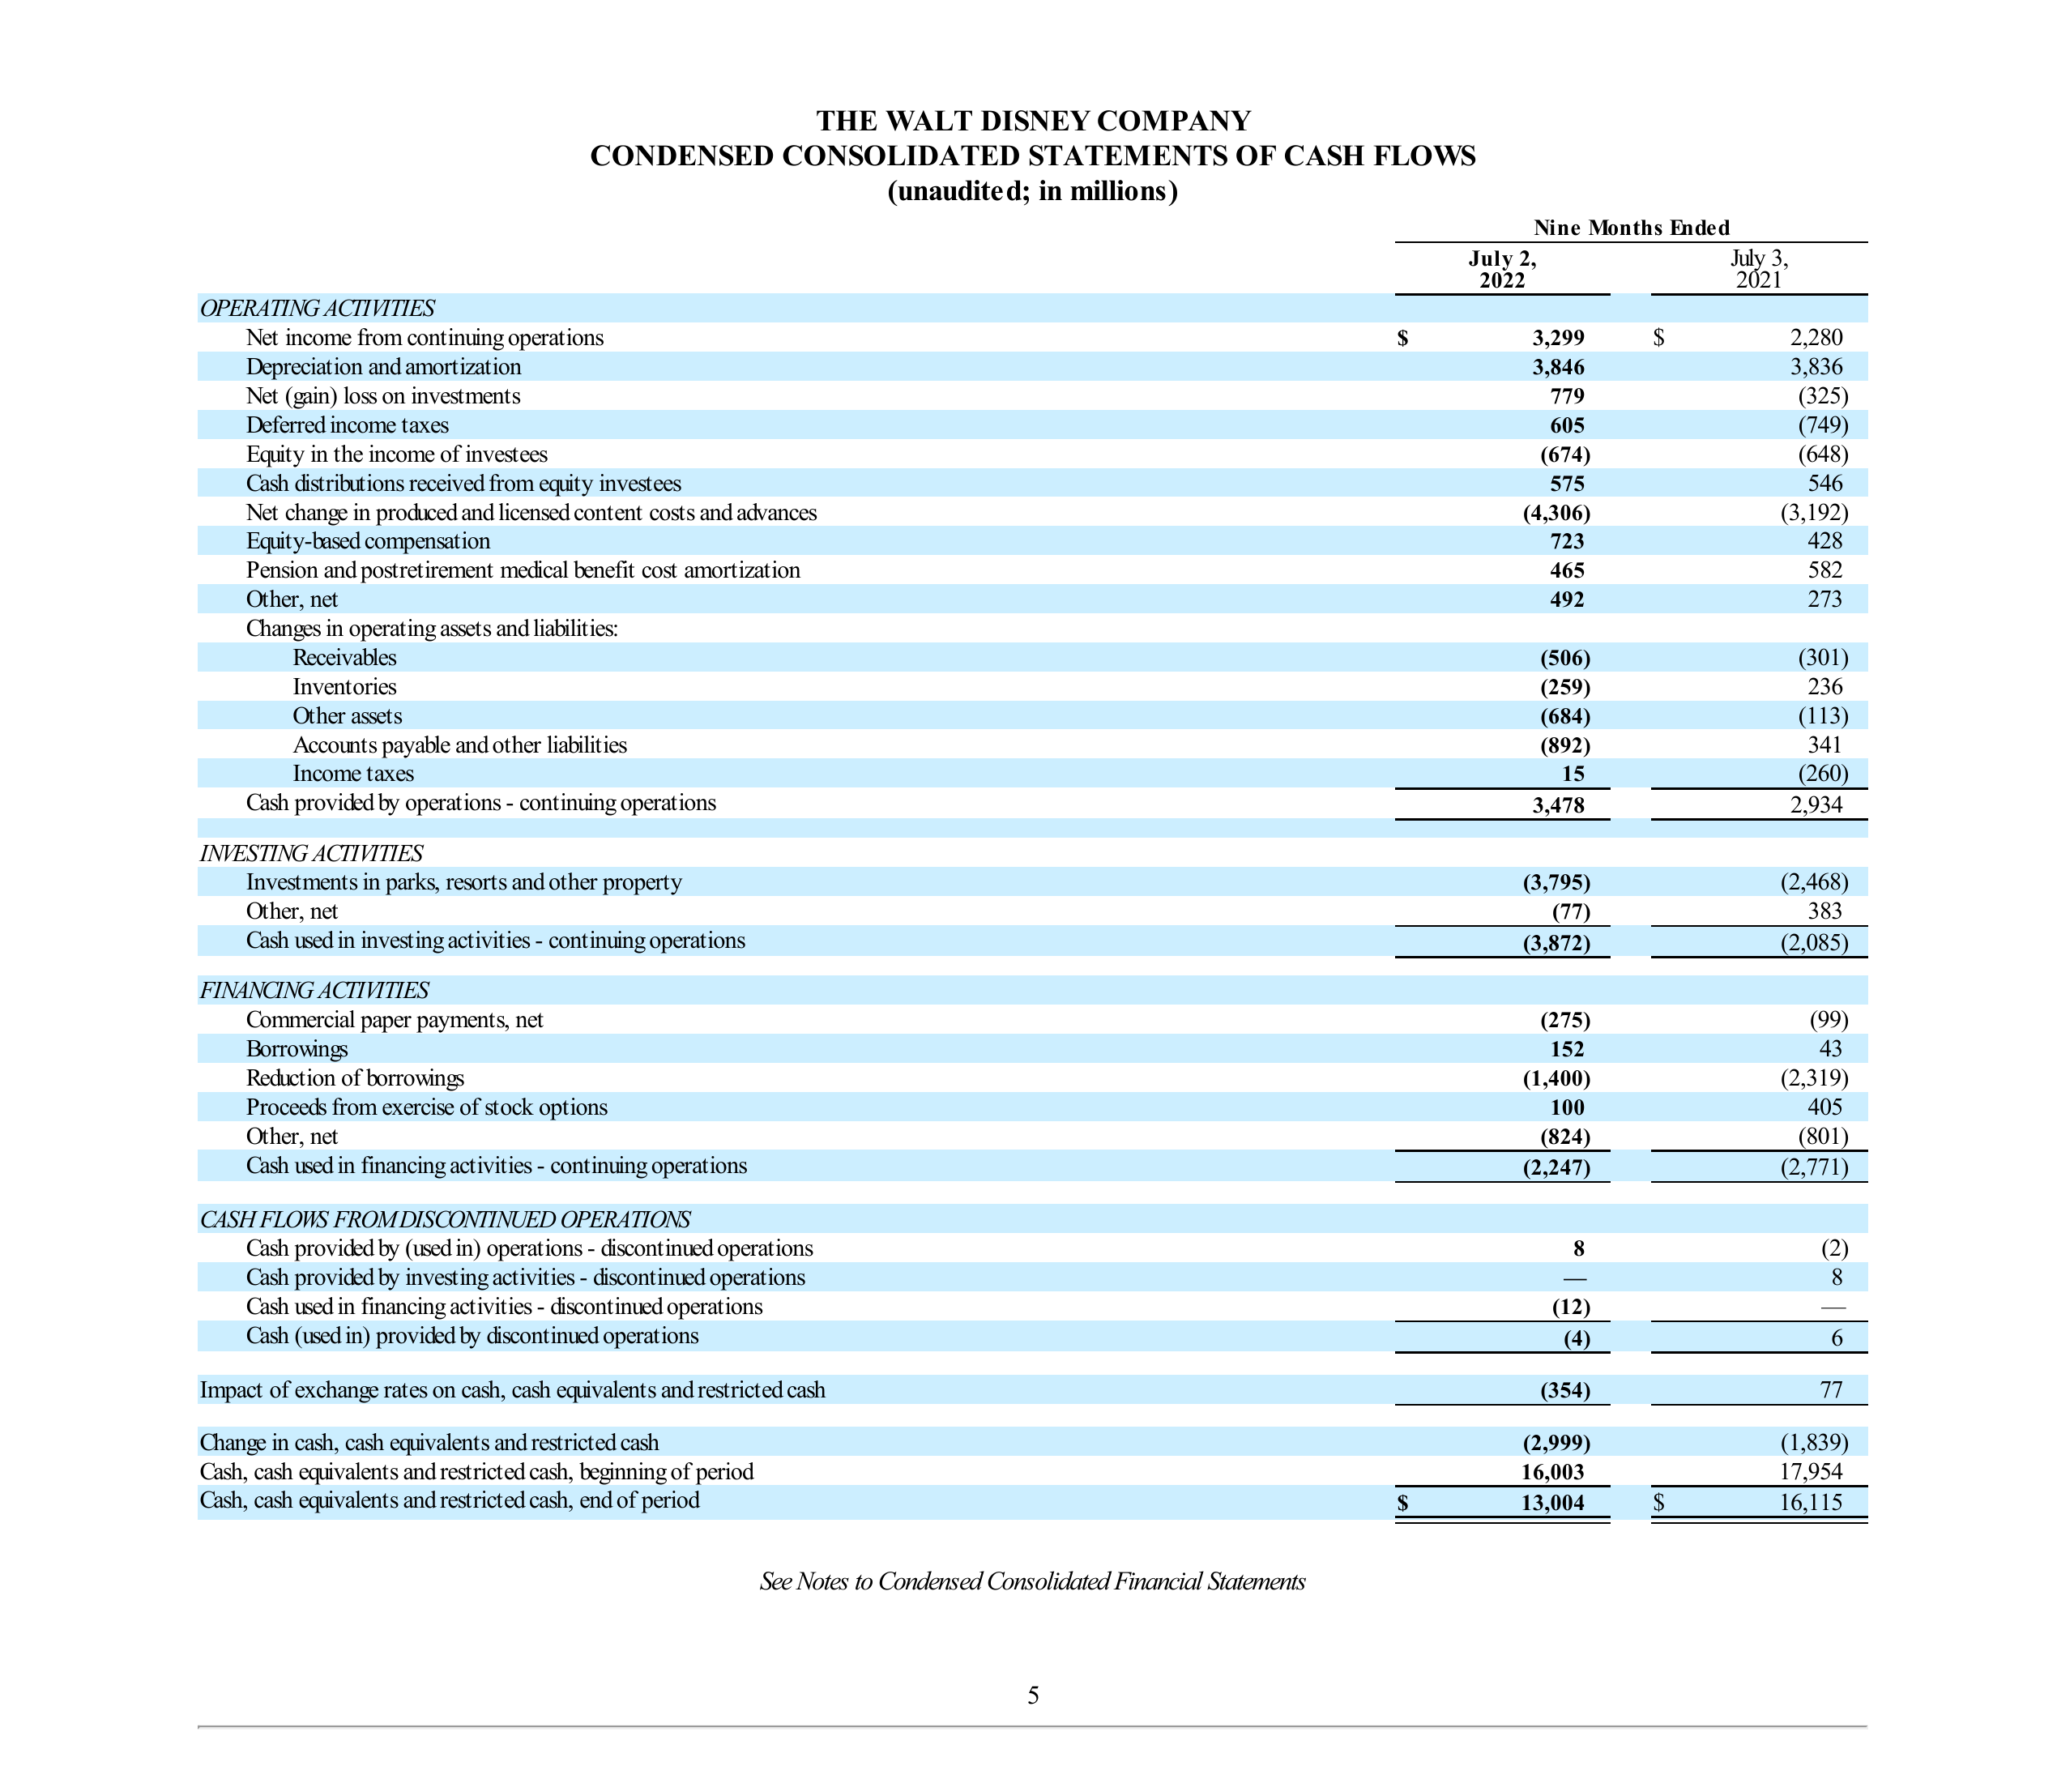 THE WALT DISNEY COMPANY
CONDENSED CONSOLIDATED STATEMENTS OF CASH FLOWS
(unaudited; in millions)
Nine Months Ended
July 2, 2022 July 3, 2021
OPERATING ACTIVITIES
Net income from continuing operations $ 3,299 $ 2,280
Depreciation and amortization 3,846 3,836
Net (gain) loss on investments 779 (325)
Deferred income taxes 605 (749)
Equity in the income of investees (674) (648)
Cash distributions received from equity investees 575 546
Net change in produced and licensed content costs and advances (4,306) (3,192)
Equity-based compensation 723 428
Pension and postretirement medical benefit cost amortization 465 582
Other, net 492 273
Changes in operating assets and liabilities:
Receivables (506) (301)
Inventories (259) 236
Other assets (684) (113)
Accounts payable and other liabilities (892) 341
Income taxes 15 (260)
Cash provided by operations - continuing operations 3,478 2,934
INVESTING ACTIVITIES
Investments in parks, resorts and other property (3,795) (2,468)
Other, net (77) 383
Cash used in investing activities - continuing operations (3,872) (2,085)
FINANCING ACTIVITIES
Commercial paper payments, net (275) (99)
Borrowings 152 43
Reduction of borrowings (1,400) (2,319)
Proceeds from exercise of stock options 100 405
Other, net (824) (801)
Cash used in financing activities - continuing operations (2,247) (2,771)
CASH FLOWS FROM DISCONTINUED OPERATIONS
Cash provided by (used in) operations - discontinued operations 8 (2)
Cash provided by investing activities - discontinued operations — 8
Cash used in financing activities - discontinued operations (12) —
Cash (used in) provided by discontinued operations (4) 6
Impact of exchange rates on cash, cash equivalents and restricted cash (354) 77
Change in cash, cash equivalents and restricted cash (2,999) (1,839)
Cash, cash equivalents and restricted cash, beginning of period 16,003 17,954
Cash, cash equivalents and restricted cash, end of period $ 13,004 $ 16,115
See Notes to Condensed Consolidated Financial Statements
5